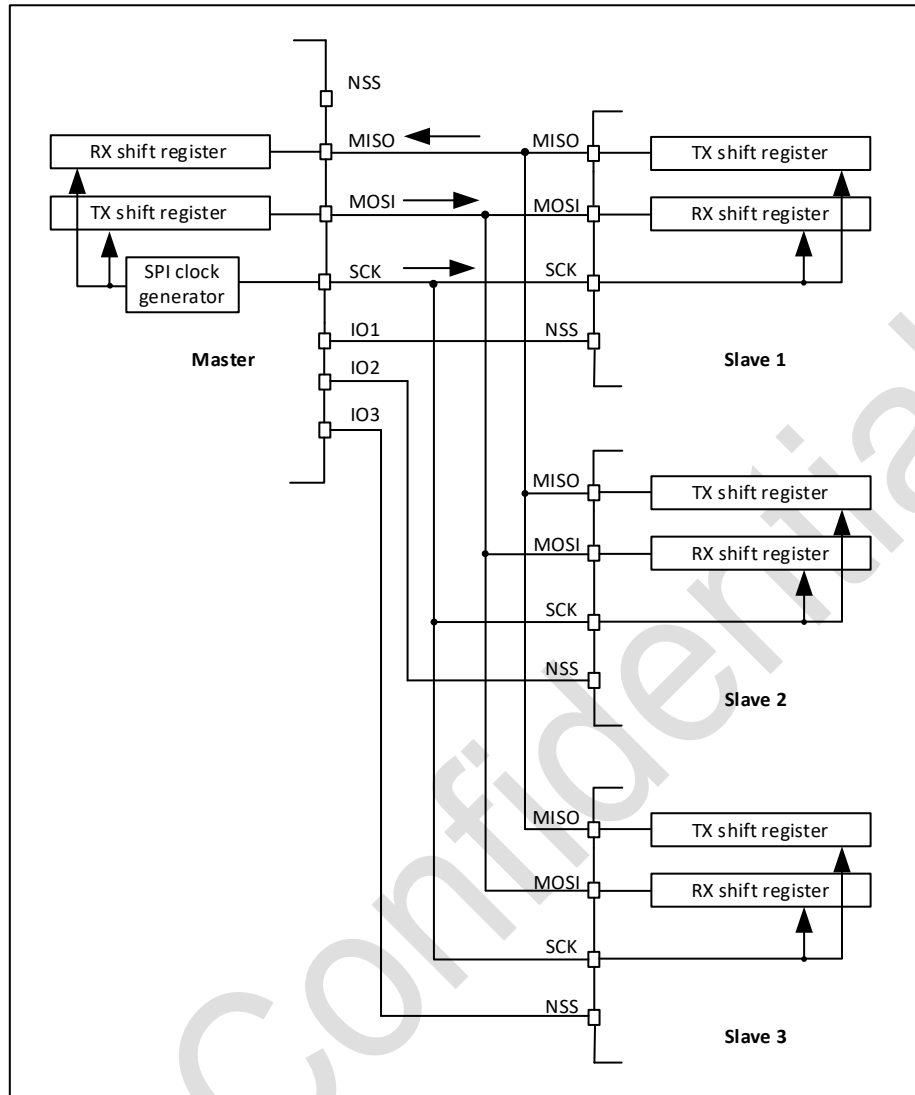 NSS
RX shift register
MISO
MISO
TX shift register
TX shift register
MOSI
MOSI
RX shift register
SPI clock
generator
SCK
SCK
IO1
NSS
Master
Slave 1
IO2
IO3
MISO
TX shift register
MOSI
RX shift register
SCK
NSS
Slave 2
MISO
TX shift register
MOSI
RX shift register
SCK
NSS
Slave 3
Confidential